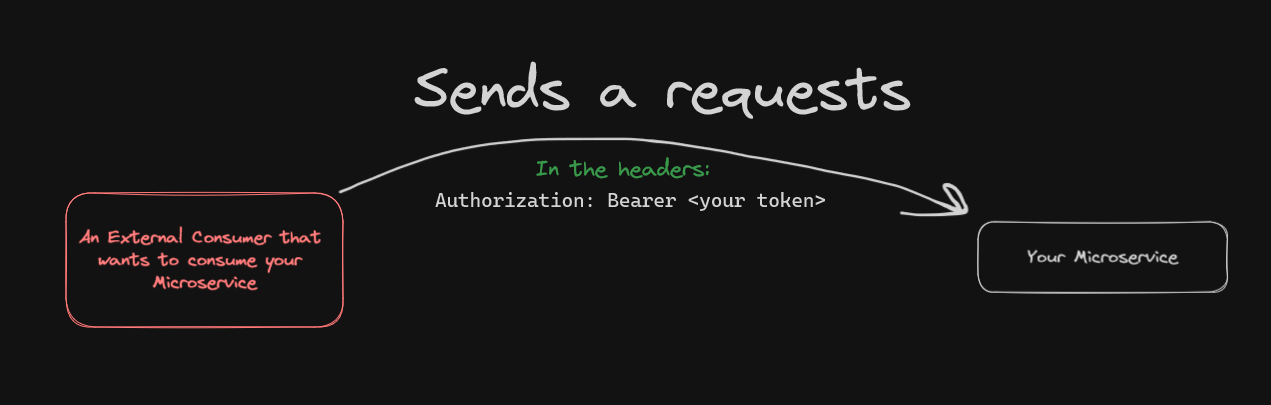 Sends a requests
In the headers:
Authorization: Bearer <your token>
An External Consumer that
wants to consume your
Microservice
Your Microservice